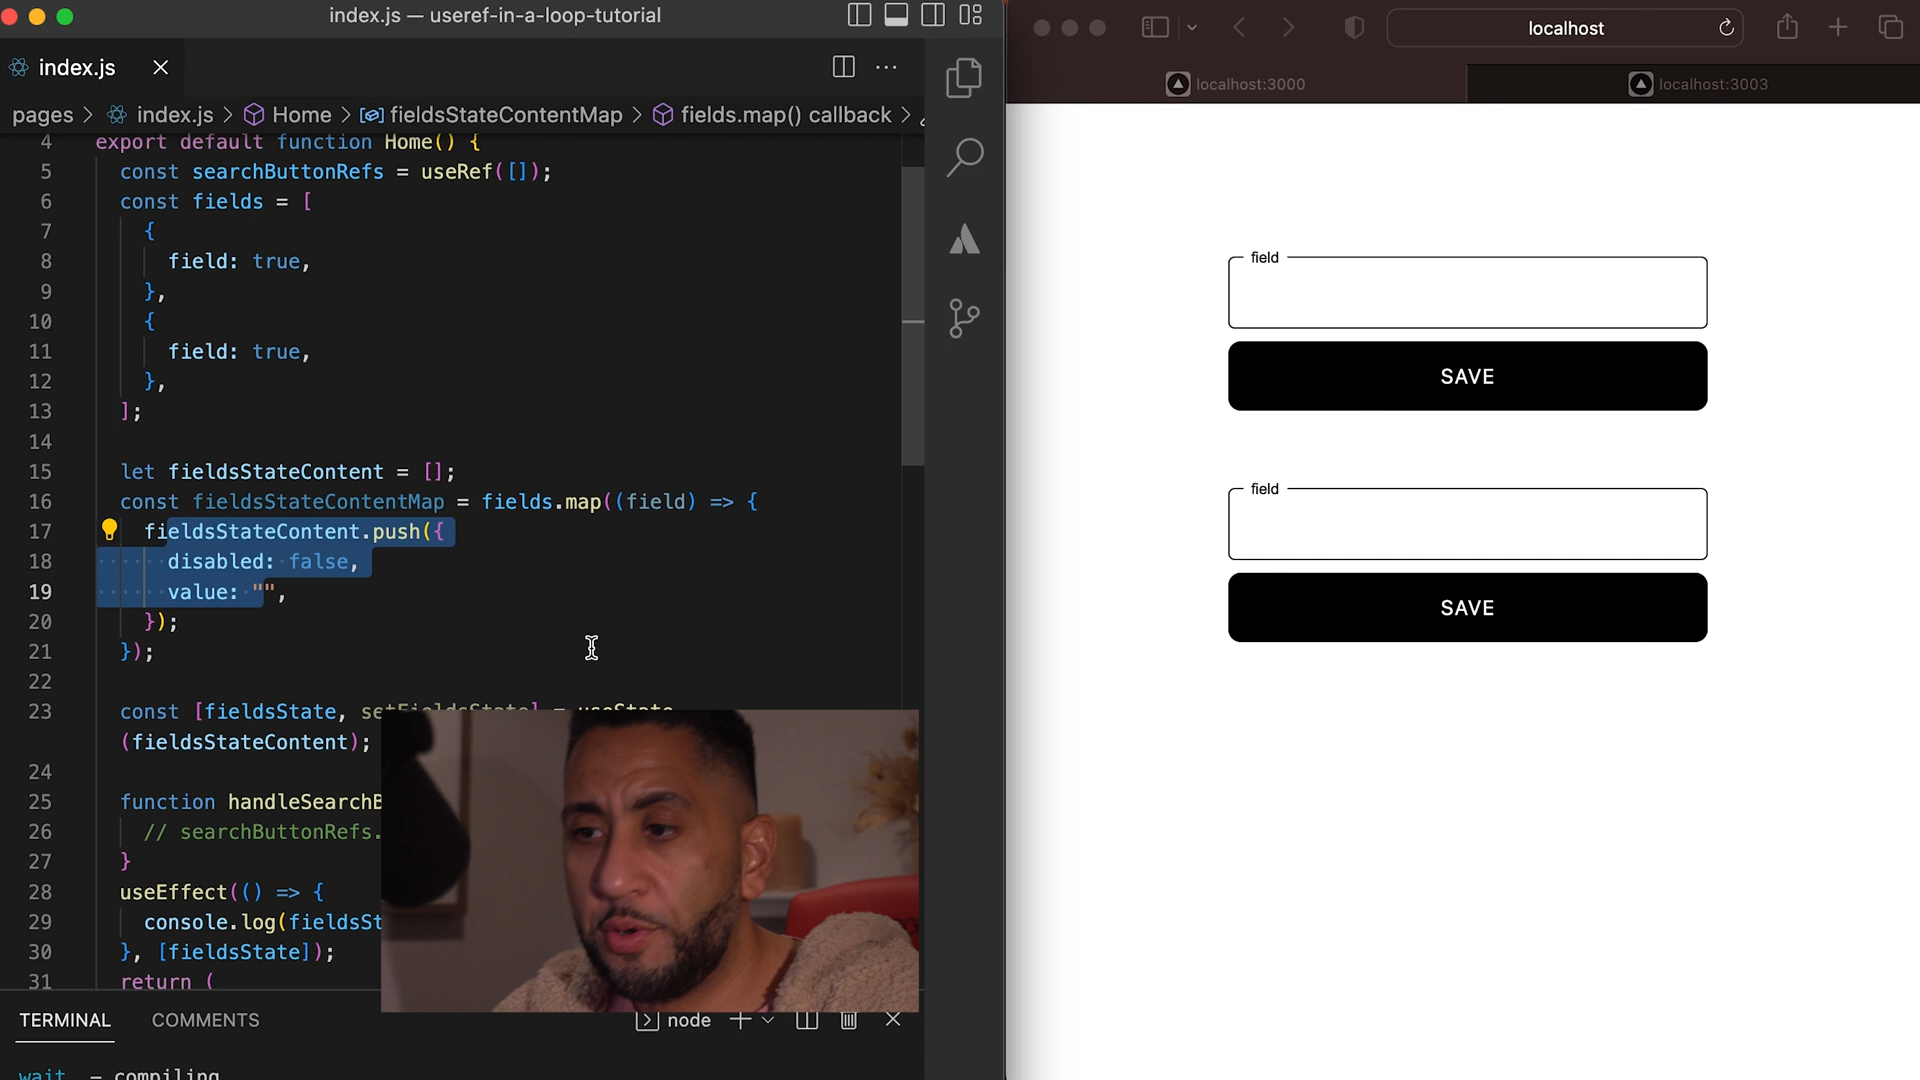 index.js — useref-in-a-loop-tutorial
index.js
pages > index.js > Home > fieldsStateContentMap > fields.map() callback >
4 export default function Home() {
5 const searchButtonRefs = useRef([]);
6 const fields = [
7 {
8 field: true,
9 },
10 {
11 field: true,
12 },
13 ];
14
15 let fieldsStateContent = [];
16 const fieldsStateContentMap = fields.map((field) => {
17 fieldsStateContent.push({
18 disabled: false,
19 value: "",
20 });
21 });
22
23 const [fieldsState, setFieldsState] = useState
(fieldsStateContent);
24
25 function handleSearchB
26 // searchButtonRefs.
27 }
28 useEffect(() => {
29 console.log(fieldsSt
30 }, [fieldsState]);
31 return (
TERMINAL COMMENTS
node
wait - compiling
localhost
localhost:3000
localhost:3003
field
SAVE
field
SAVE